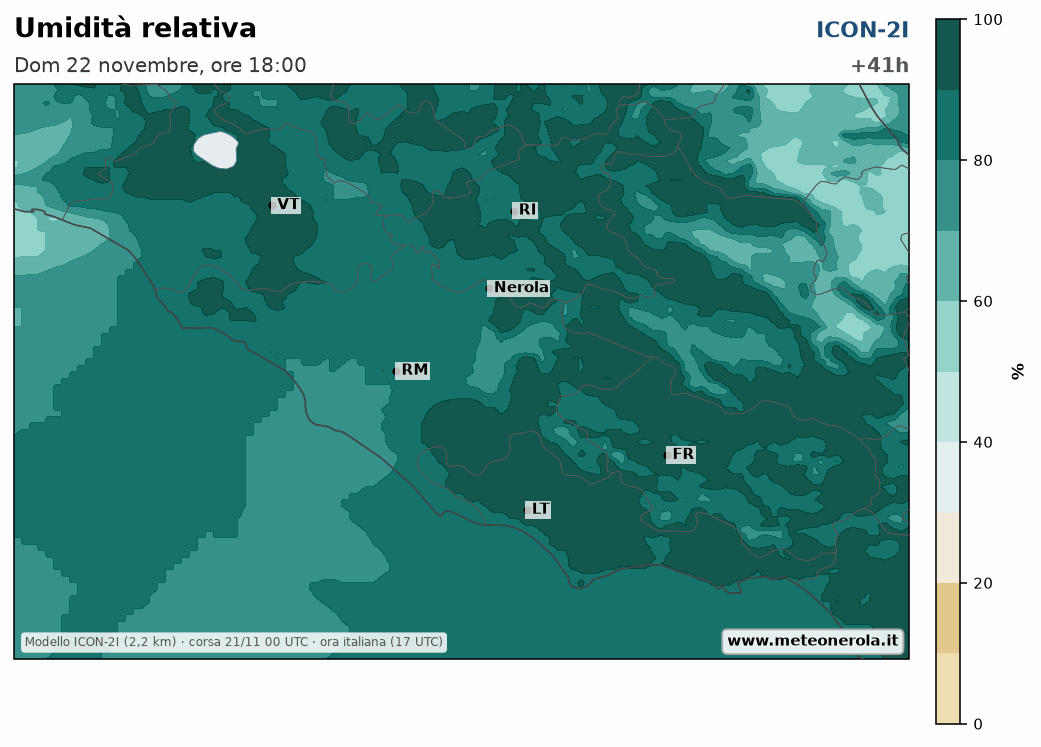 Umidità relativa
ICON-2I
Dom 22 novembre, ore 18:00
+41h
VT
RI
Nerola
RM
FR
LT
Modello ICON-2I (2,2 km) · corsa 21/11 00 UTC · ora italiana (17 UTC)
www.meteonerola.it
100
80
60
40
20
0
%